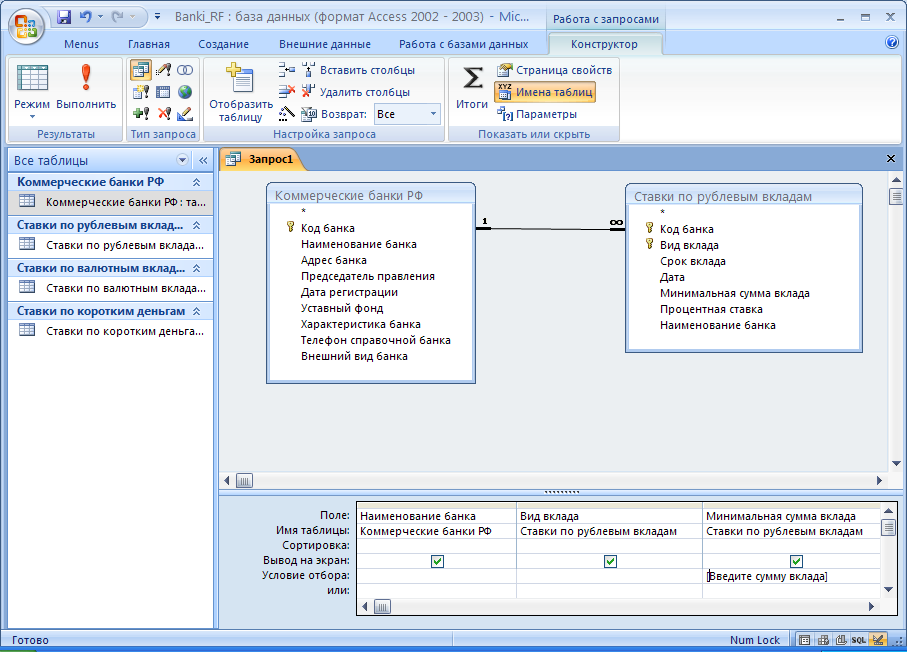 Banki_RF : база данных (формат Access 2002 - 2003) - Mic...
Работа с запросами
Menus
Главная
Создание
Внешние данные
Работа с базами данных
Конструктор
Режим
Выполнить
Результаты
Тип запроса
Отобразить
таблицу
Вставить столбцы
Удалить столбцы
Возврат: Все
Настройка запроса
Итоги
Страница свойств
XYZ Имена таблиц
Параметры
Показать или скрыть
Все таблицы
Коммерческие банки РФ
Коммерческие банки РФ : та...
Ставки по рублевым вклад...
Ставки по рублевым вклада...
Ставки по валютным вклад...
Ставки по валютным вклада...
Ставки по коротким деньгам
Ставки по коротким деньга...
Запрос1
Коммерческие банки РФ
*
Код банка
Наименование банка
Адрес банка
Председатель правления
Дата регистрации
Уставный фонд
Характеристика банка
Телефон справочной банка
Внешний вид банка
1
∞
Ставки по рублевым вкладам
*
Код банка
Вид вклада
Срок вклада
Дата
Минимальная сумма вклада
Процентная ставка
Наименование банка
Поле: Наименование банка Вид вклада Минимальная сумма вклада
Имя таблицы: Коммерческие банки РФ Ставки по рублевым вкладам Ставки по рублевым вкладам
Сортировка:
Вывод на экран:
Условие отбора: [Введите сумму вклада]
или:
Готово
Num Lock
SQL